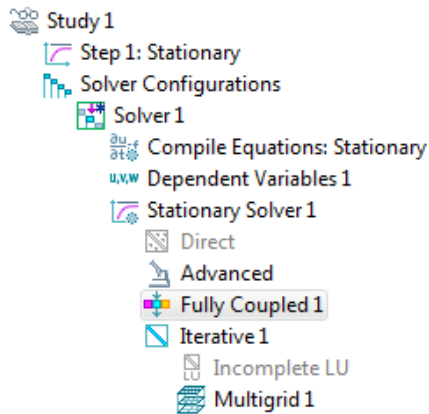 Study 1
Step 1: Stationary
Solver Configurations
Solver 1
Compile Equations: Stationary
u,v,w Dependent Variables 1
Stationary Solver 1
Direct
Advanced
Fully Coupled 1
Iterative 1
LU Incomplete LU
Multigrid 1